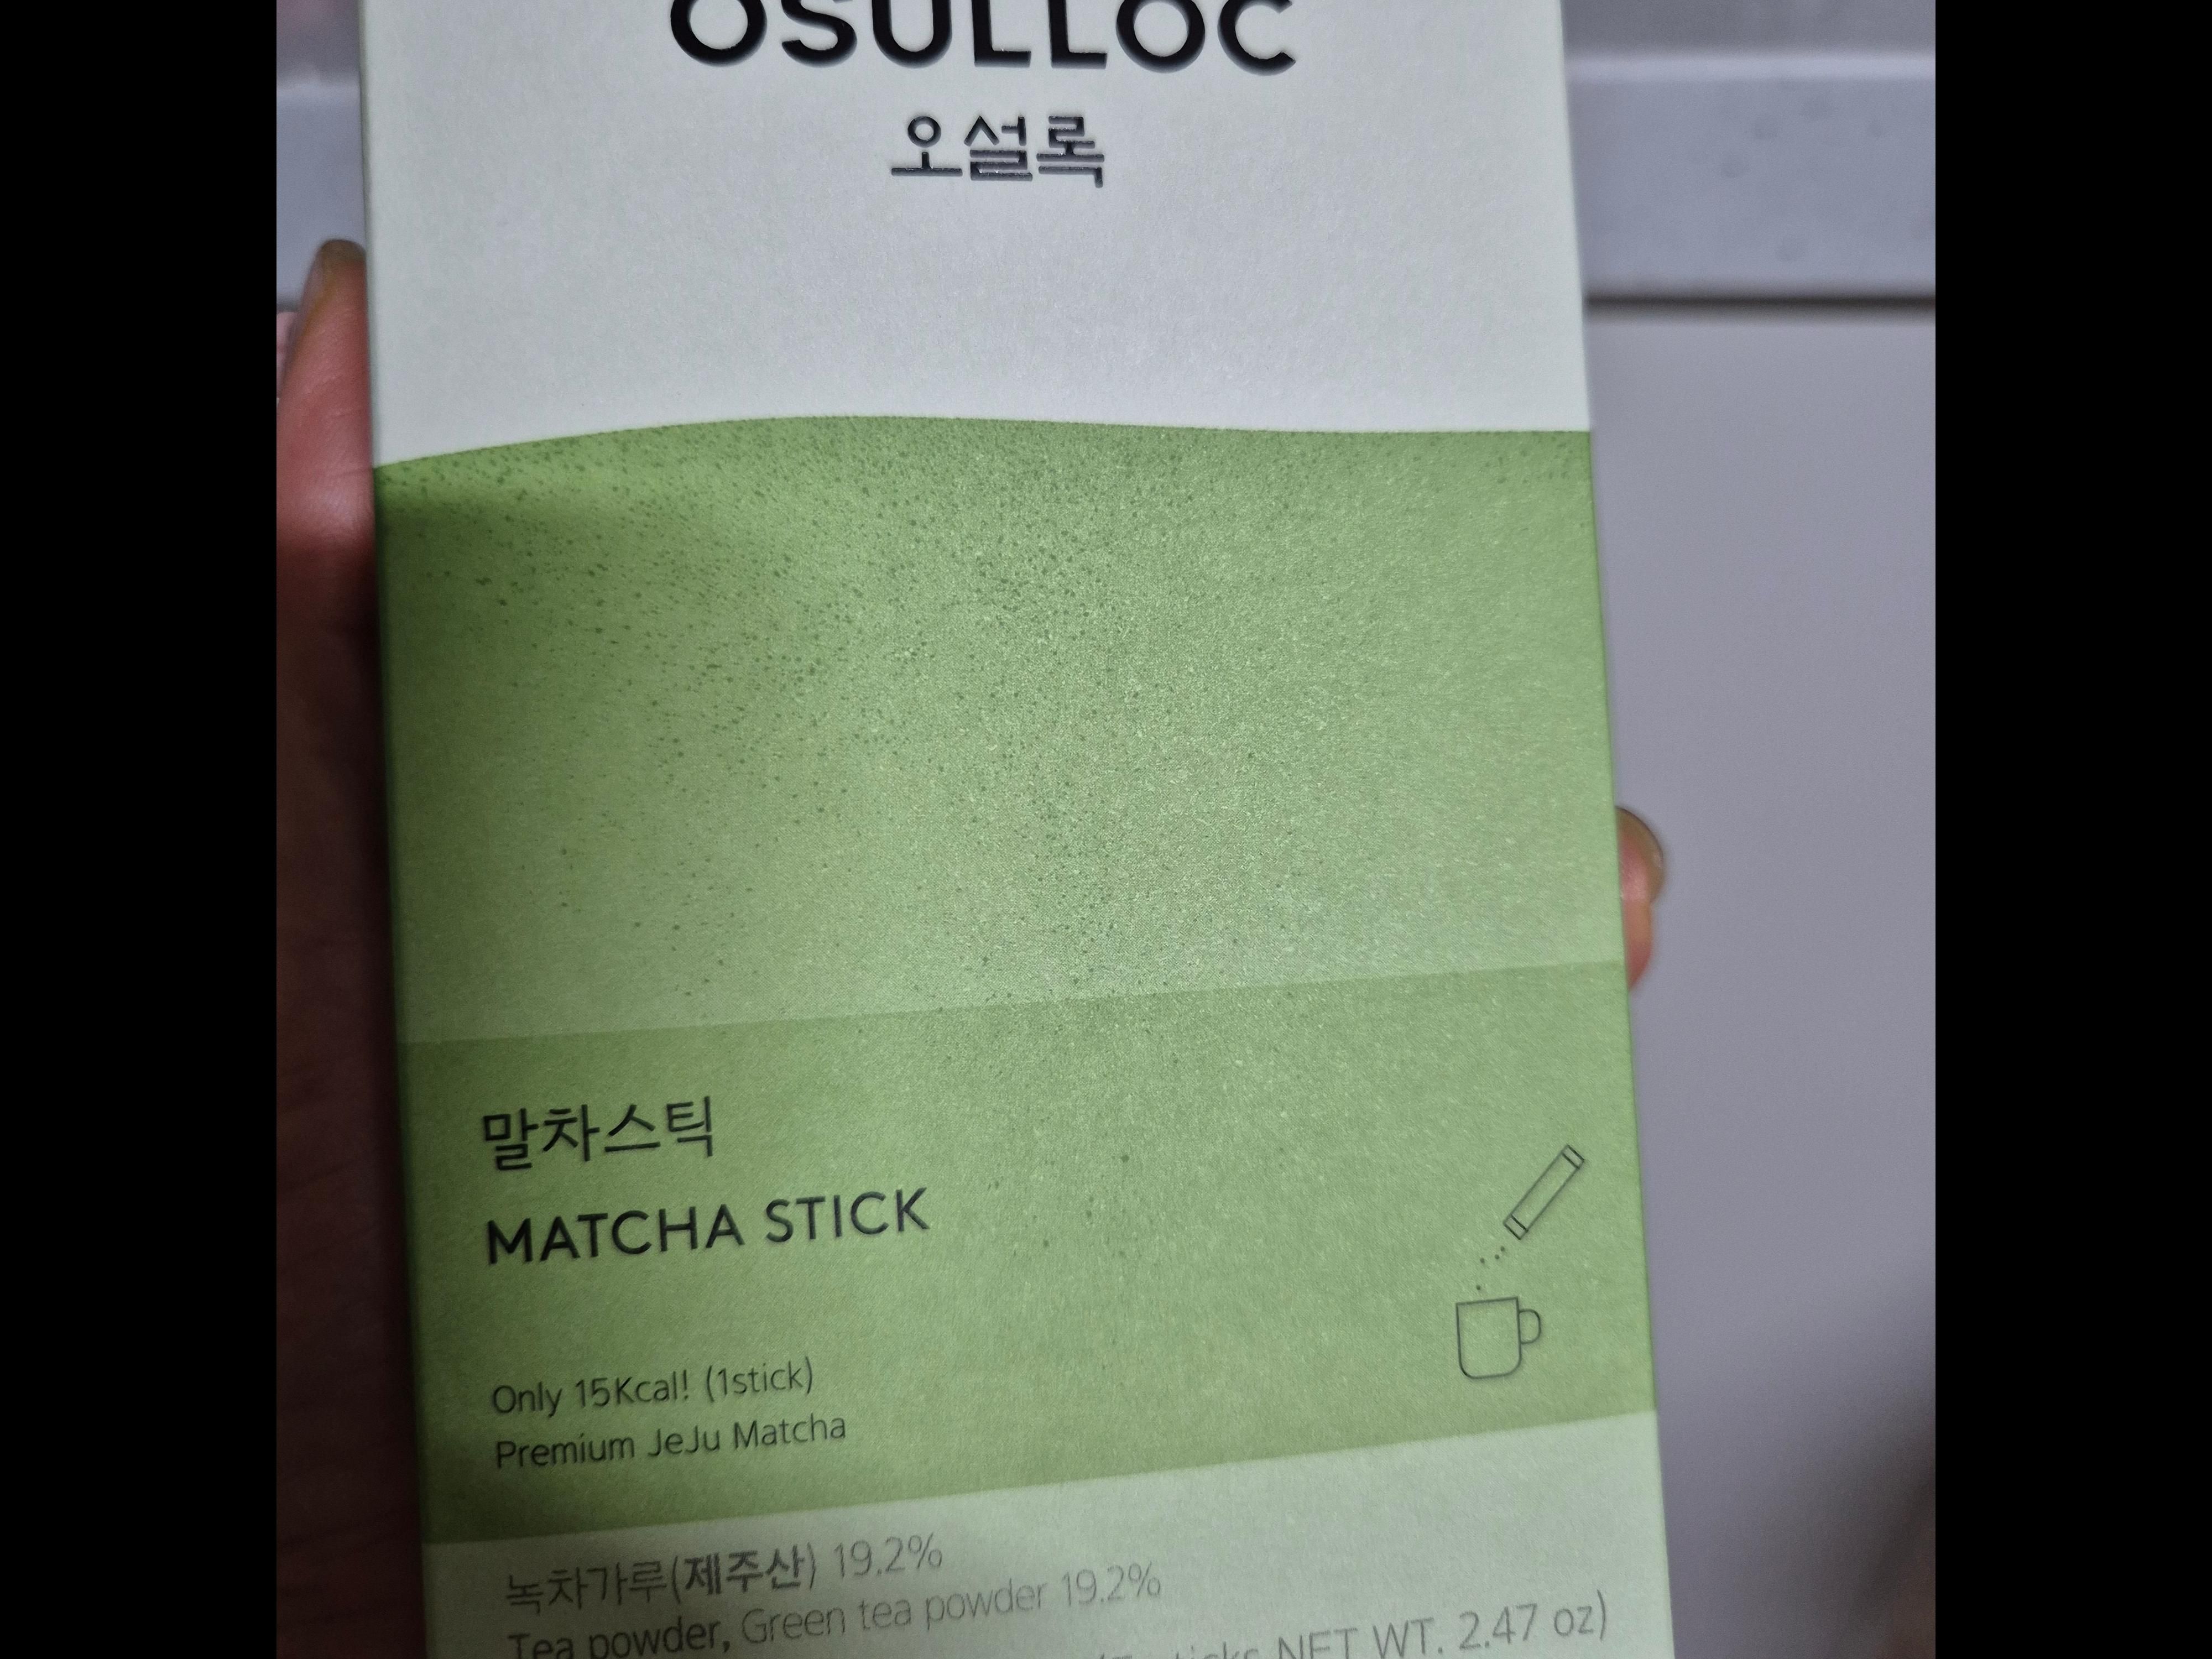 OSULLOC
오설록
말차스틱
MATCHA STICK
Only 15Kcal! (1stick)
Premium JeJu Matcha
녹차가루(제주산) 19.2%
Tea powder, Green tea powder 19.2%
sticks NET WT. 2.47 oz)